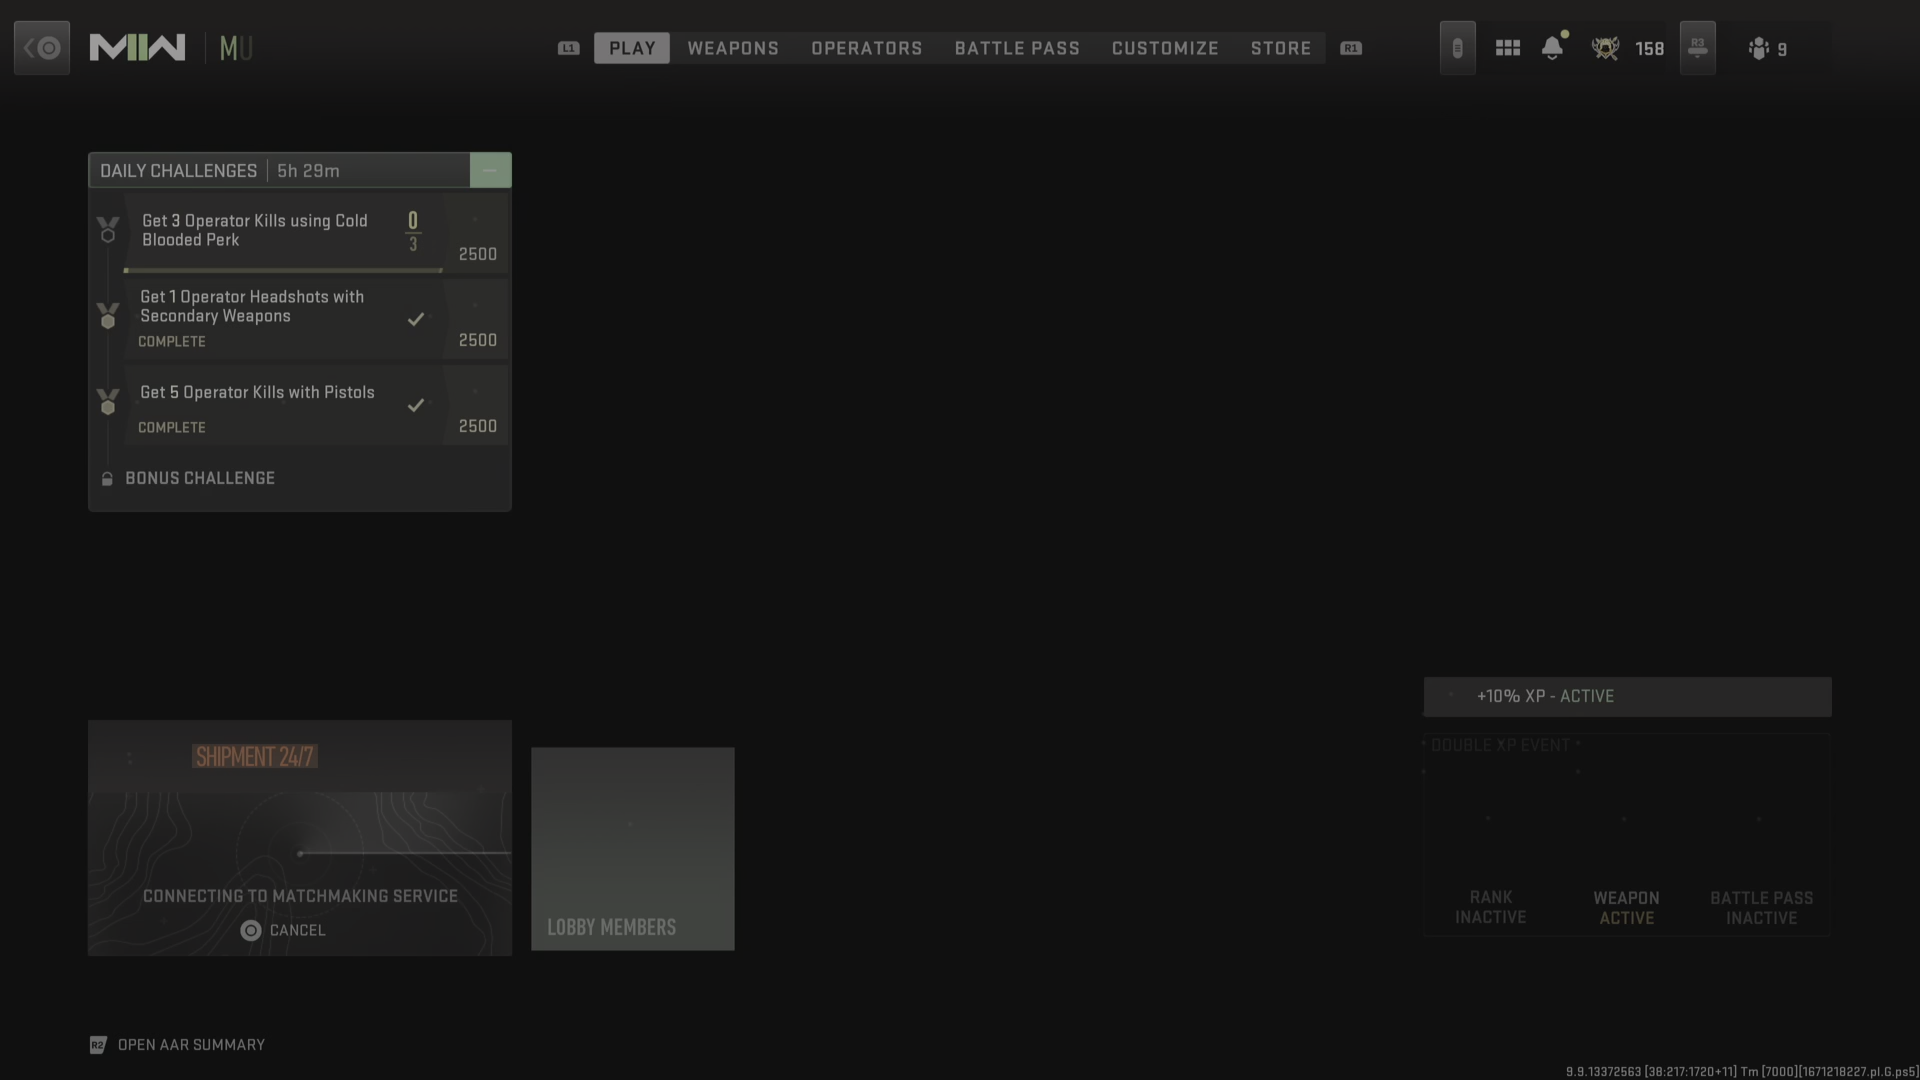 MWII
MU
L1
PLAY
WEAPONS
OPERATORS
BATTLE PASS
CUSTOMIZE
STORE
R1
158
R3
9
DAILY CHALLENGES
5h 29m
Get 3 Operator Kills using Cold
Blooded Perk
0
3
2500
Get 1 Operator Headshots with
Secondary Weapons
COMPLETE
2500
Get 5 Operator Kills with Pistols
COMPLETE
2500
BONUS CHALLENGE
+10% XP - ACTIVE
DOUBLE XP EVENT
SHIPMENT 24/7
CONNECTING TO MATCHMAKING SERVICE
CANCEL
LOBBY MEMBERS
RANK
INACTIVE
WEAPON
ACTIVE
BATTLE PASS
INACTIVE
R2 OPEN AAR SUMMARY
9.9.13372563 [38:217:1720+11] Tm [7000][1671218227.pl.G.ps5]